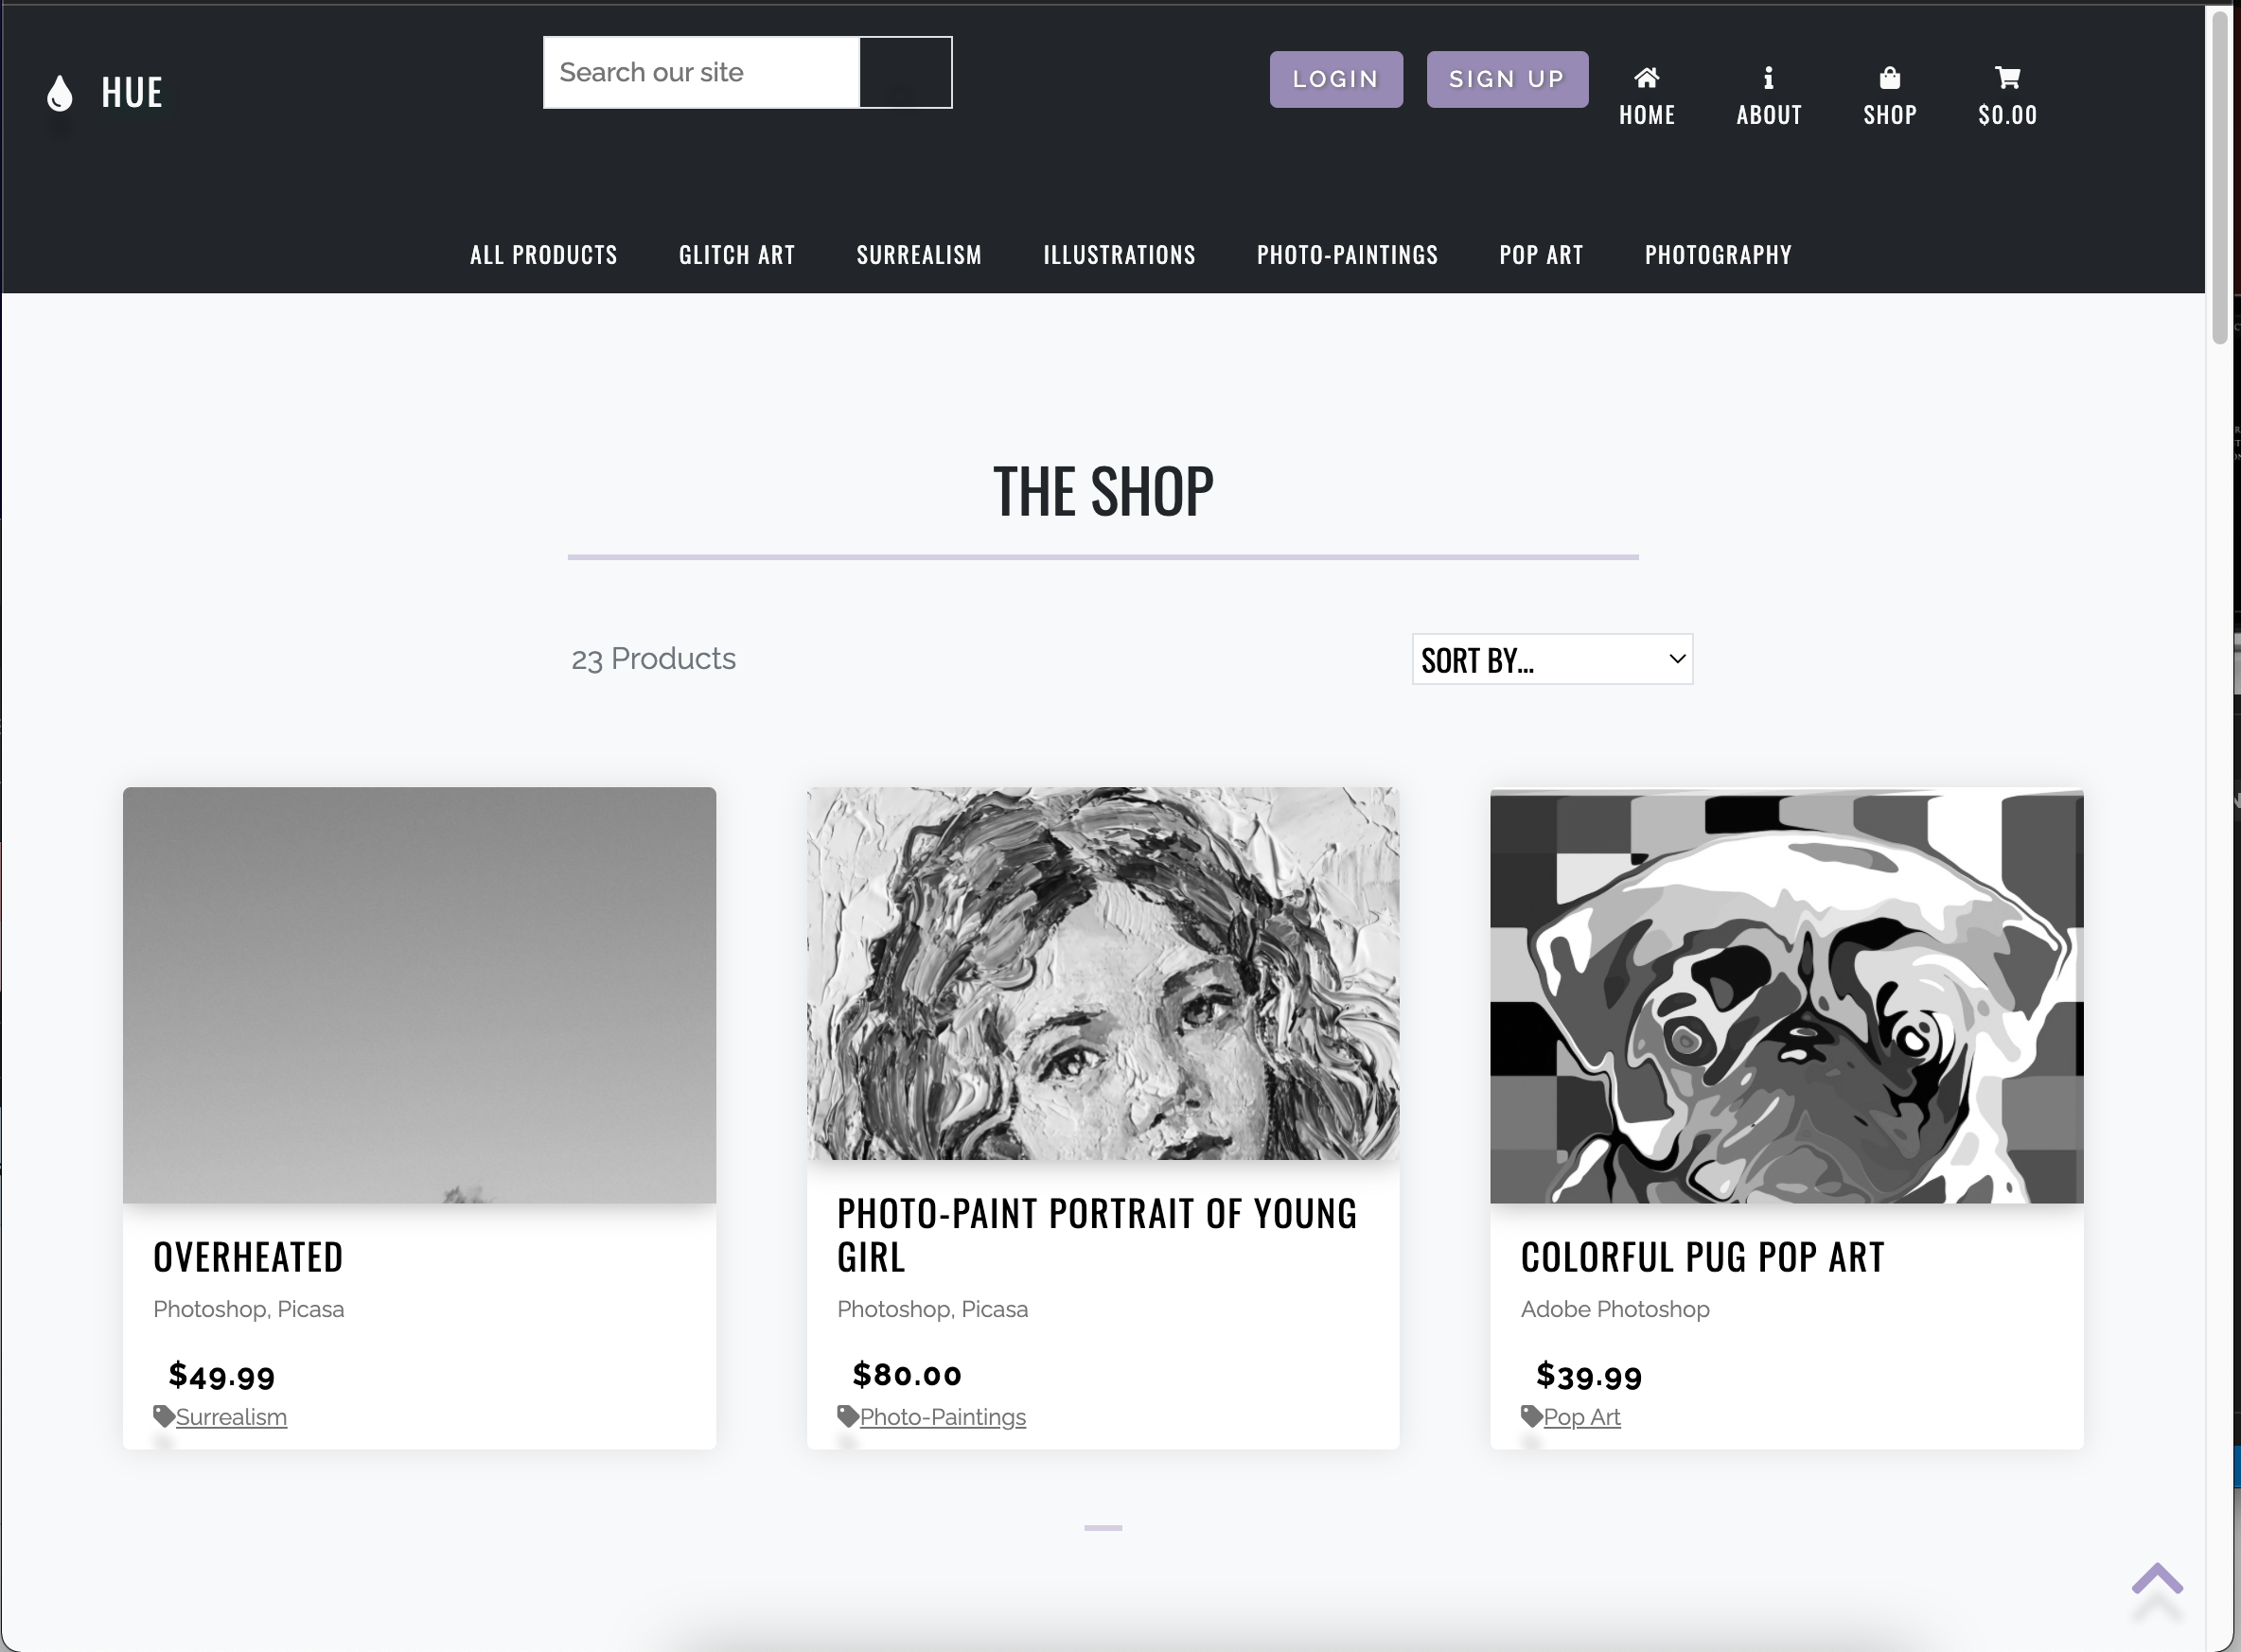 HUE
Search our site
LOGIN
SIGN UP
HOME
ABOUT
SHOP
$0.00
ALL PRODUCTS
GLITCH ART
SURREALISM
ILLUSTRATIONS
PHOTO-PAINTINGS
POP ART
PHOTOGRAPHY
THE SHOP
23 Products
SORT BY...
OVERHEATED
Photoshop, Picasa
$49.99
Surrealism
PHOTO-PAINT PORTRAIT OF YOUNG
GIRL
Photoshop, Picasa
$80.00
Photo-Paintings
COLORFUL PUG POP ART
Adobe Photoshop
$39.99
Pop Art